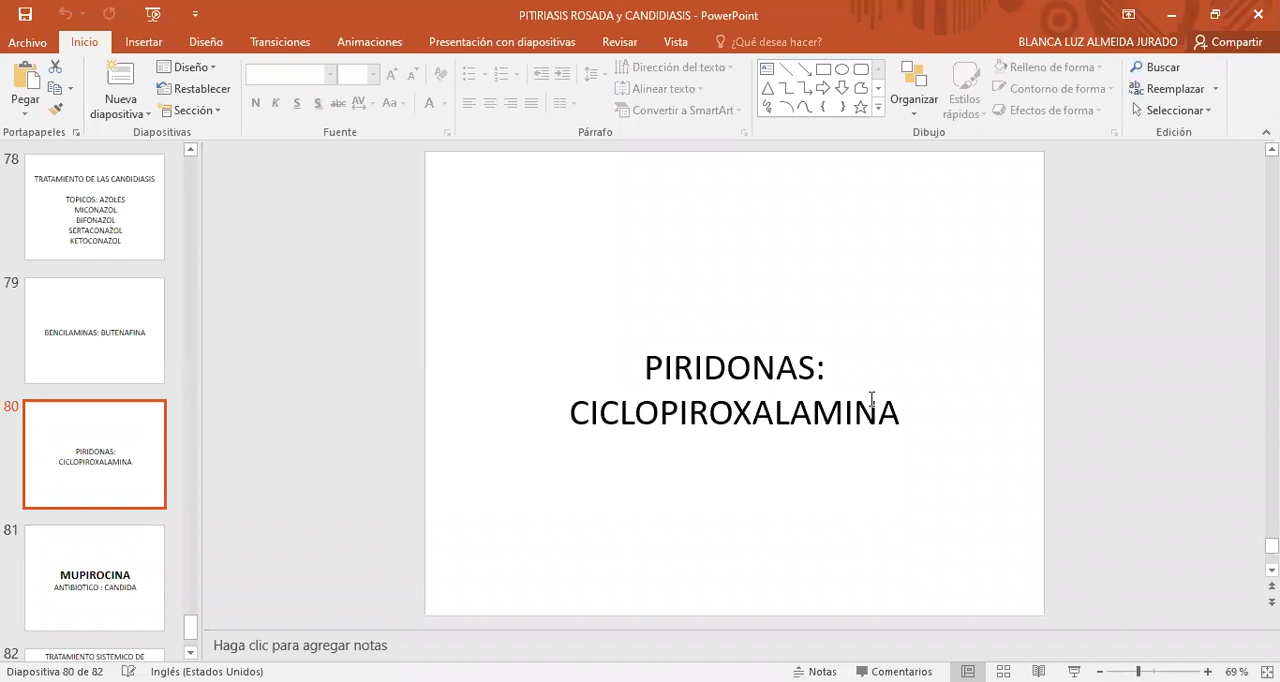 PITIRIASIS ROSADA y CANDIDIASIS - PowerPoint
Archivo Inicio Insertar Diseño Transiciones Animaciones Presentación con diapositivas Revisar Vista ¿Qué desea hacer? BLANCA LUZ ALMEIDA JURADO Compartir
Pegar
Nueva diapositiva
Diseño
Restablecer
Sección
N K S S abc AV Aa A
Dirección del texto
Alinear texto
Convertir a SmartArt
Organizar
Estilos rápidos
Relleno de forma
Contorno de forma
Efectos de forma
Buscar
Reemplazar
Seleccionar
Portapapeles Diapositivas Fuente Párrafo Dibujo Edición
78
TRATAMIENTO DE LAS CANDIDIASIS
TOPICOS: AZOLES
MICONAZOL
BIFONAZOL
SERTACONAZOL
KETOCONAZOL
79
BENCILAMINAS: BUTENAFINA
80
PIRIDONAS:
CICLOPIROXALAMINA
81
MUPIROCINA
ANTIBIOTICO : CANDIDA
82
TRATAMIENTO SISTEMICO DE
PIRIDONAS:
CICLOPIROXALAMINA
Haga clic para agregar notas
Diapositiva 80 de 82 Inglés (Estados Unidos) Notas Comentarios 69 %